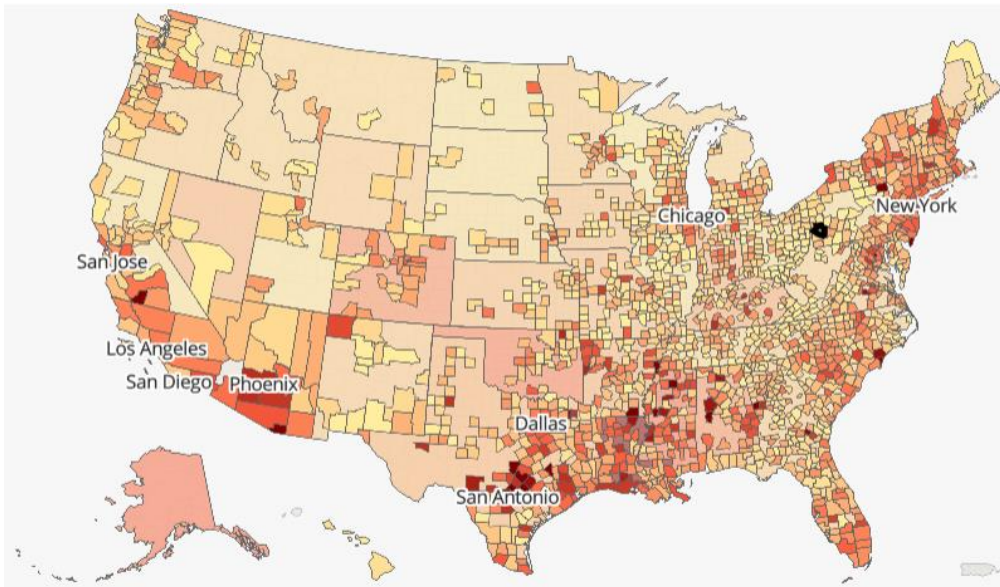 Chicago
New York
San Jose
Los Angeles
San Diego
Phoenix
Dallas
San Antonio